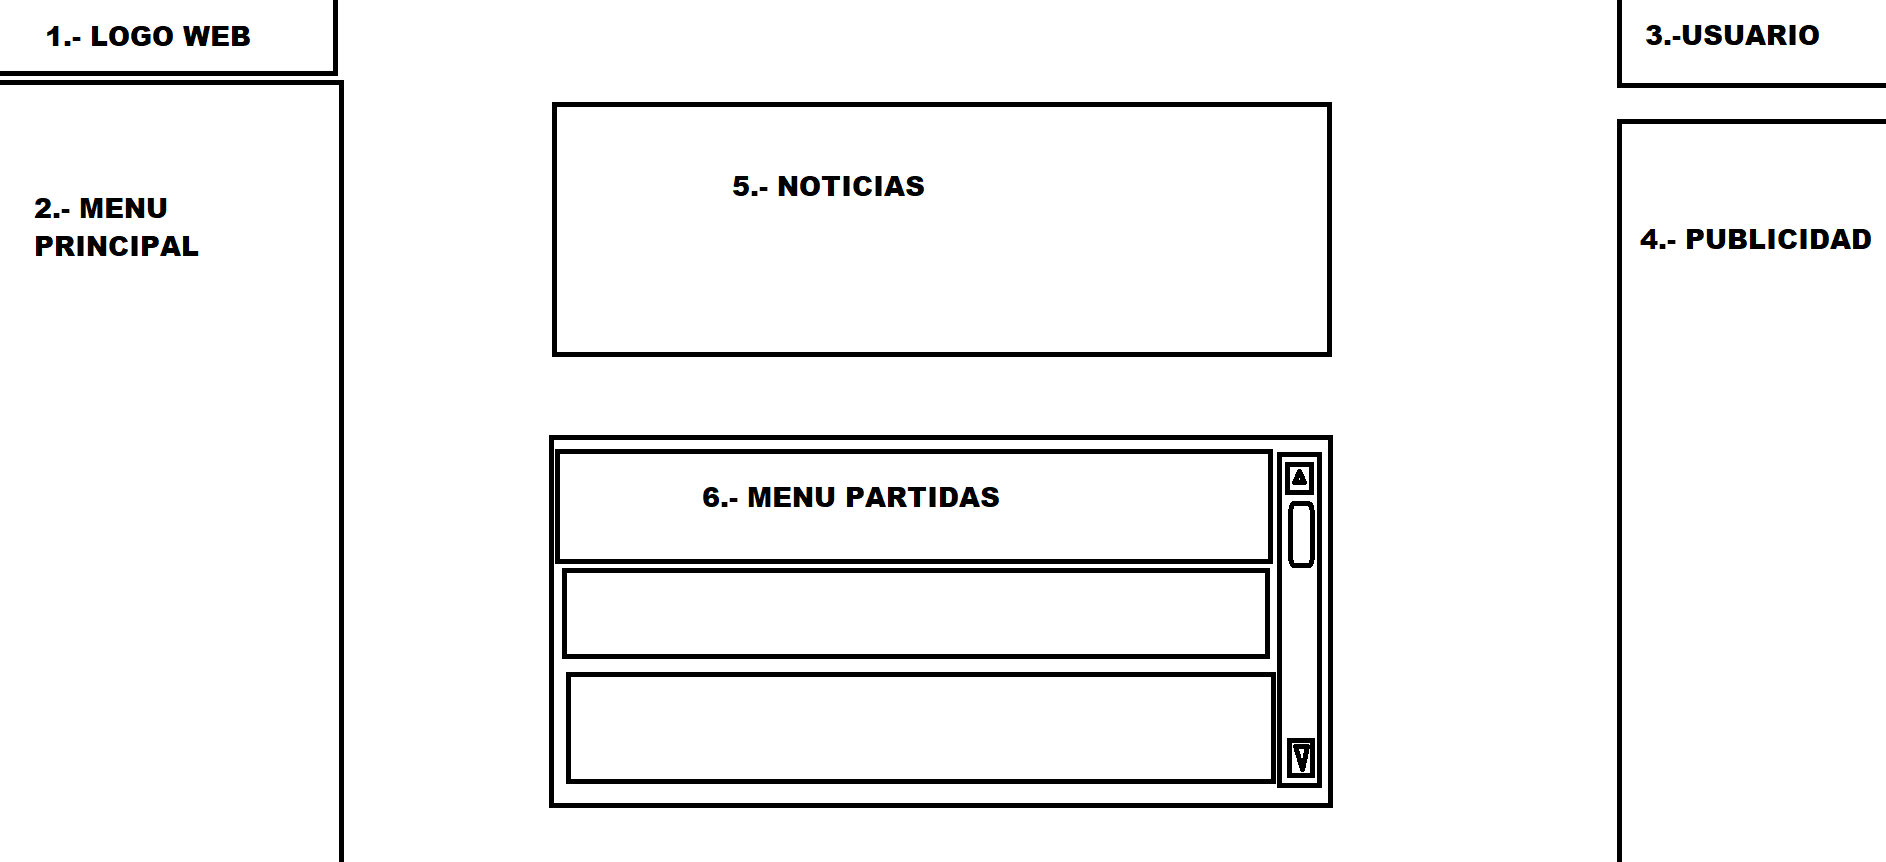 1.- LOGO WEB
2.- MENU
PRINCIPAL
3.-USUARIO
4.- PUBLICIDAD
5.- NOTICIAS
6.- MENU PARTIDAS